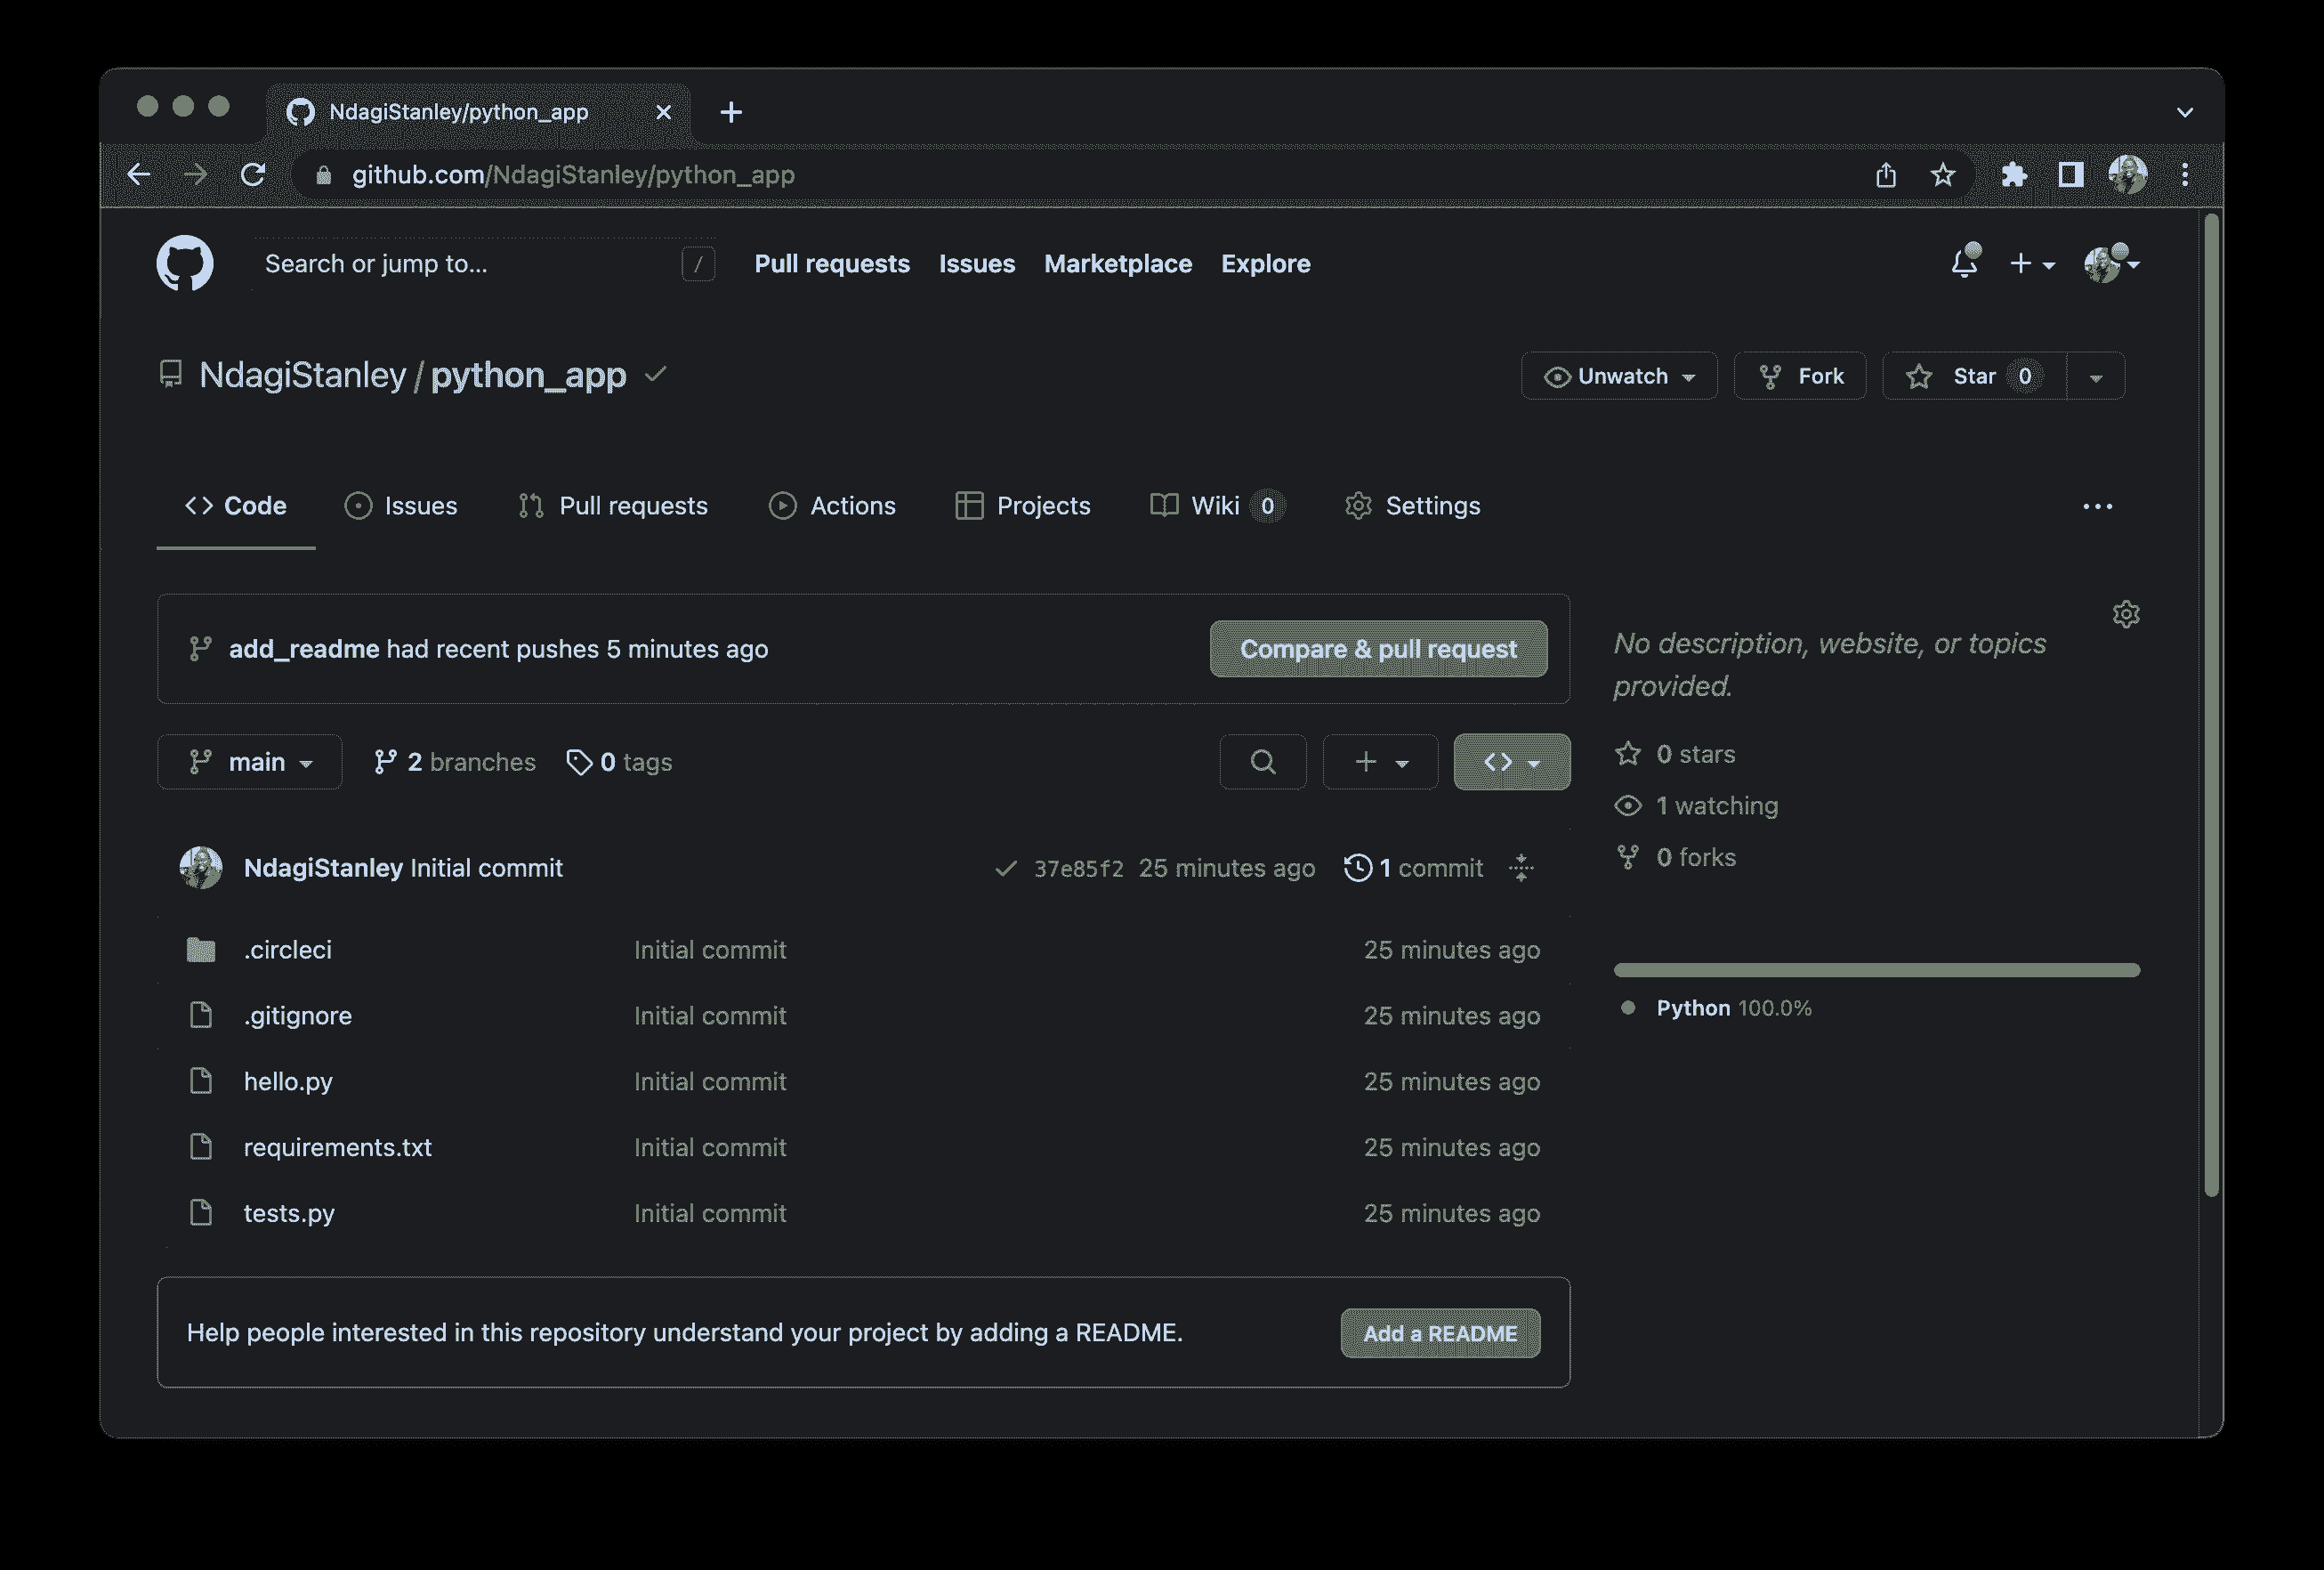 NdagiStanley/python_app
github.com/NdagiStanley/python_app
Search or jump to... / Pull requests Issues Marketplace Explore
NdagiStanley / python_app Unwatch Fork Star 0
Code Issues Pull requests Actions Projects Wiki 0 Settings
add_readme had recent pushes 5 minutes ago Compare & pull request
main 2 branches 0 tags
NdagiStanley Initial commit 37e85f2 25 minutes ago 1 commit
.circleci Initial commit 25 minutes ago
.gitignore Initial commit 25 minutes ago
hello.py Initial commit 25 minutes ago
requirements.txt Initial commit 25 minutes ago
tests.py Initial commit 25 minutes ago
Help people interested in this repository understand your project by adding a README. Add a README
No description, website, or topics
provided.
0 stars
1 watching
0 forks
Python 100.0%